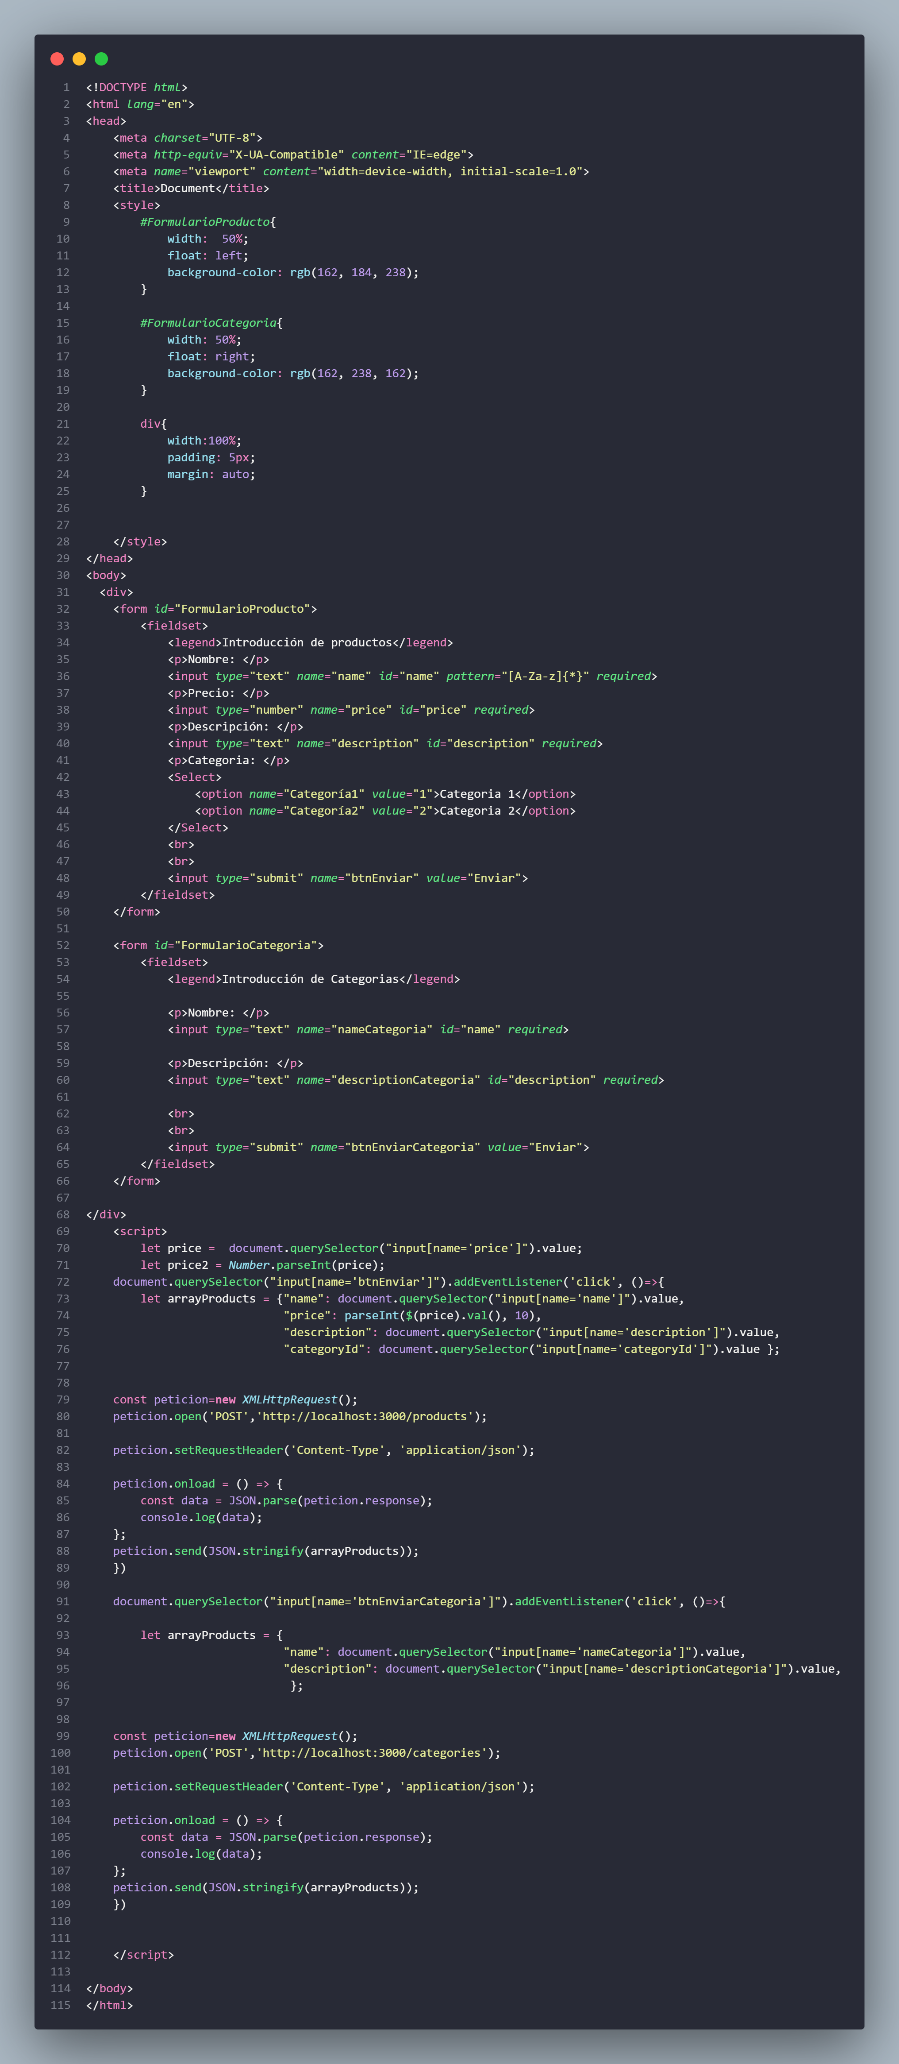 1 <!DOCTYPE html>
2 <html lang="en">
3 <head>
4     <meta charset="UTF-8">
5     <meta http-equiv="X-UA-Compatible" content="IE=edge">
6     <meta name="viewport" content="width=device-width, initial-scale=1.0">
7     <title>Document</title>
8     <style>
9         #FormularioProducto{
10             width:  50%;
11             float: left;
12             background-color: rgb(162, 184, 238);
13         }
14
15         #FormularioCategoria{
16             width: 50%;
17             float: right;
18             background-color: rgb(162, 238, 162);
19         }
20
21         div{
22             width:100%;
23             padding: 5px;
24             margin: auto;
25         }
26
27
28     </style>
29 </head>
30 <body>
31   <div>
32     <form id="FormularioProducto">
33         <fieldset>
34             <legend>Introducción de productos</legend>
35             <p>Nombre: </p>
36             <input type="text" name="name" id="name" pattern="[A-Za-z]{*}" required>
37             <p>Precio: </p>
38             <input type="number" name="price" id="price" required>
39             <p>Descripción: </p>
40             <input type="text" name="description" id="description" required>
41             <p>Categoria: </p>
42             <Select>
43                 <option name="Categoría1" value="1">Categoria 1</option>
44                 <option name="Categoría2" value="2">Categoria 2</option>
45             </Select>
46             <br>
47             <br>
48             <input type="submit" name="btnEnviar" value="Enviar">
49         </fieldset>
50     </form>
51
52     <form id="FormularioCategoria">
53         <fieldset>
54             <legend>Introducción de Categorias</legend>
55
56             <p>Nombre: </p>
57             <input type="text" name="nameCategoria" id="name" required>
58
59             <p>Descripción: </p>
60             <input type="text" name="descriptionCategoria" id="description" required>
61
62             <br>
63             <br>
64             <input type="submit" name="btnEnviarCategoria" value="Enviar">
65         </fieldset>
66     </form>
67
68 </div>
69     <script>
70         let price =  document.querySelector("input[name='price']").value;
71         let price2 = Number.parseInt(price);
72     document.querySelector("input[name='btnEnviar']").addEventListener('click', ()=>{
73         let arrayProducts = {"name": document.querySelector("input[name='name']").value,
74                              "price": parseInt($(price).val(), 10),
75                              "description": document.querySelector("input[name='description']").value,
76                              "categoryId": document.querySelector("input[name='categoryId']").value };
77
78
79     const peticion=new XMLHttpRequest();
80     peticion.open('POST','http://localhost:3000/products');
81
82     peticion.setRequestHeader('Content-Type', 'application/json');
83
84     peticion.onload = () => {
85         const data = JSON.parse(peticion.response);
86         console.log(data);
87     };
88     peticion.send(JSON.stringify(arrayProducts));
89     })
90
91     document.querySelector("input[name='btnEnviarCategoria']").addEventListener('click', ()=>{
92
93         let arrayProducts = {
94                              "name": document.querySelector("input[name='nameCategoria']").value,
95                              "description": document.querySelector("input[name='descriptionCategoria']").value,
96                               };
97
98
99     const peticion=new XMLHttpRequest();
100     peticion.open('POST','http://localhost:3000/categories');
101
102     peticion.setRequestHeader('Content-Type', 'application/json');
103
104     peticion.onload = () => {
105         const data = JSON.parse(peticion.response);
106         console.log(data);
107     };
108     peticion.send(JSON.stringify(arrayProducts));
109     })
110
111
112     </script>
113
114 </body>
115 </html>